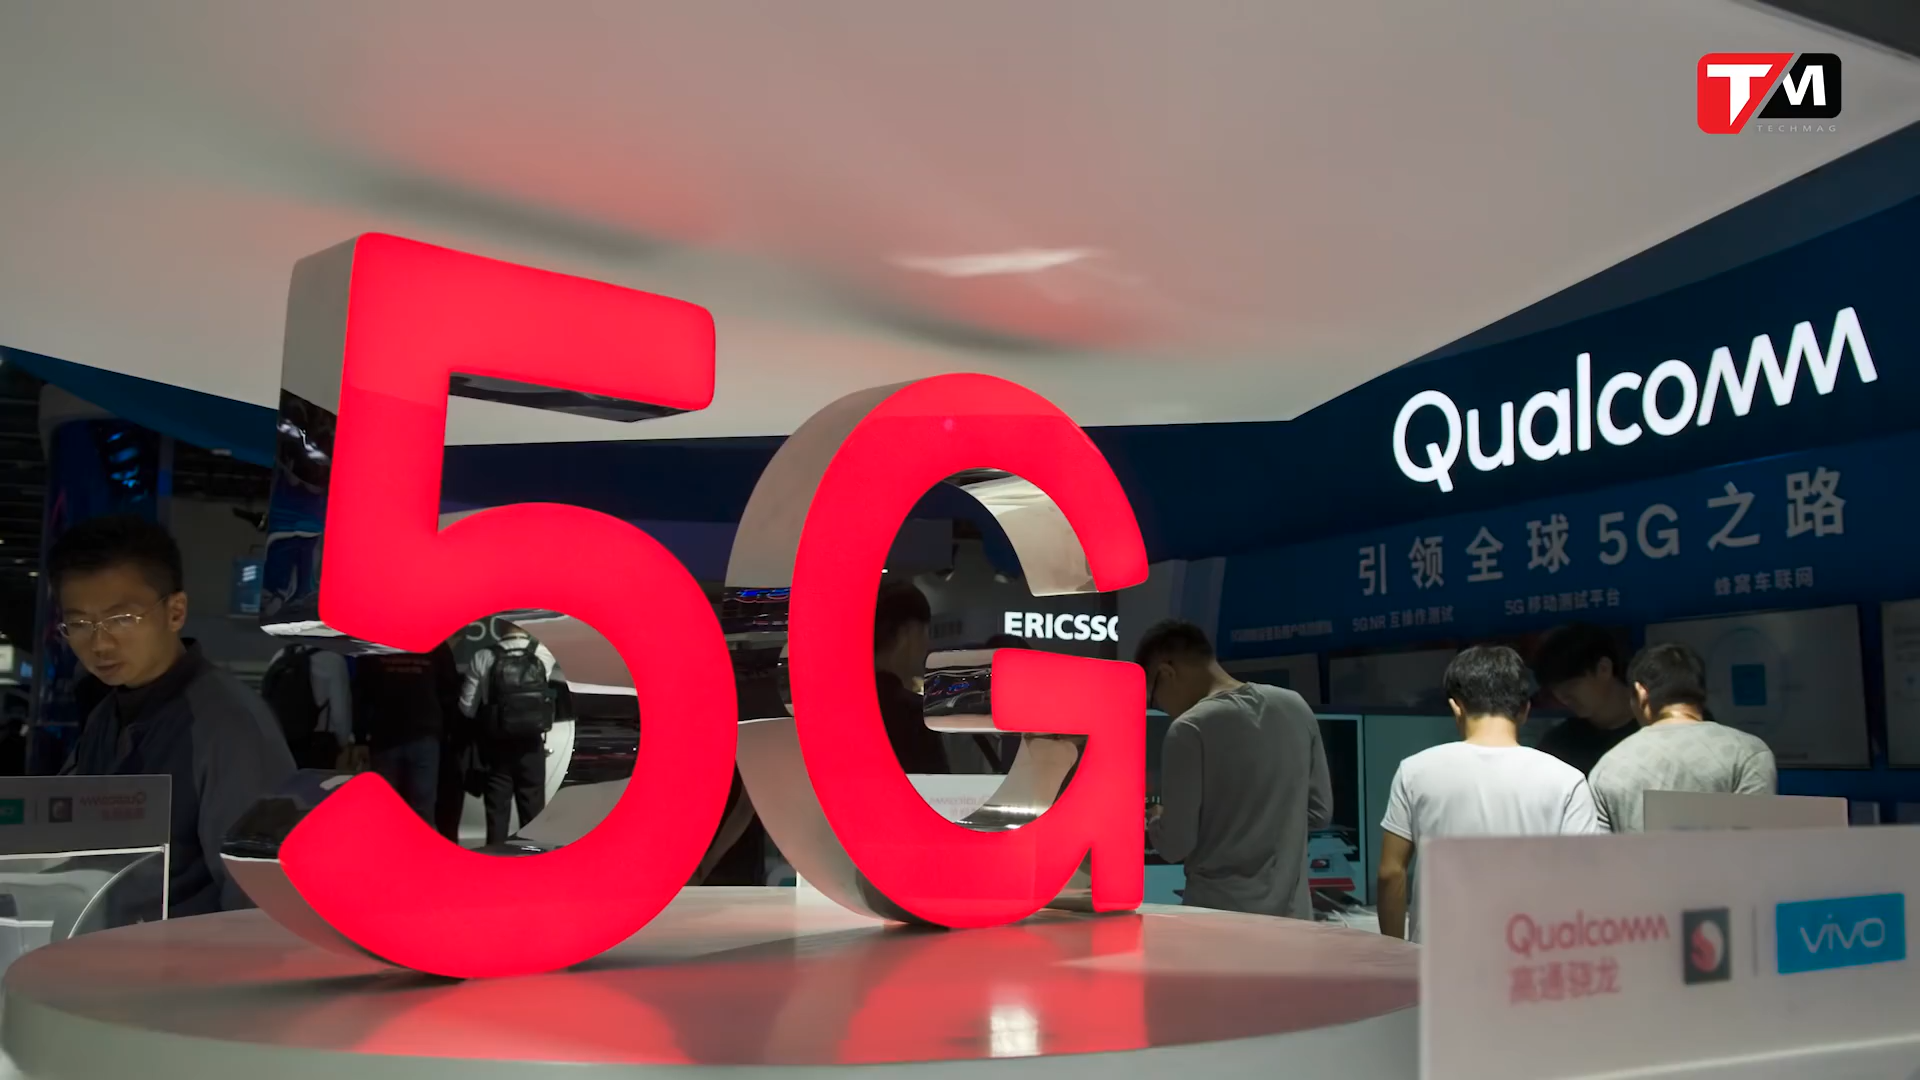 TM
TECHMAG
5G
Qualcomm
引领全球5G之路
5G NR 互操作测试
5G 移动测试平台
蜂窝车联网
ERICSSO
Qualcomm
高通骁龙
vivo